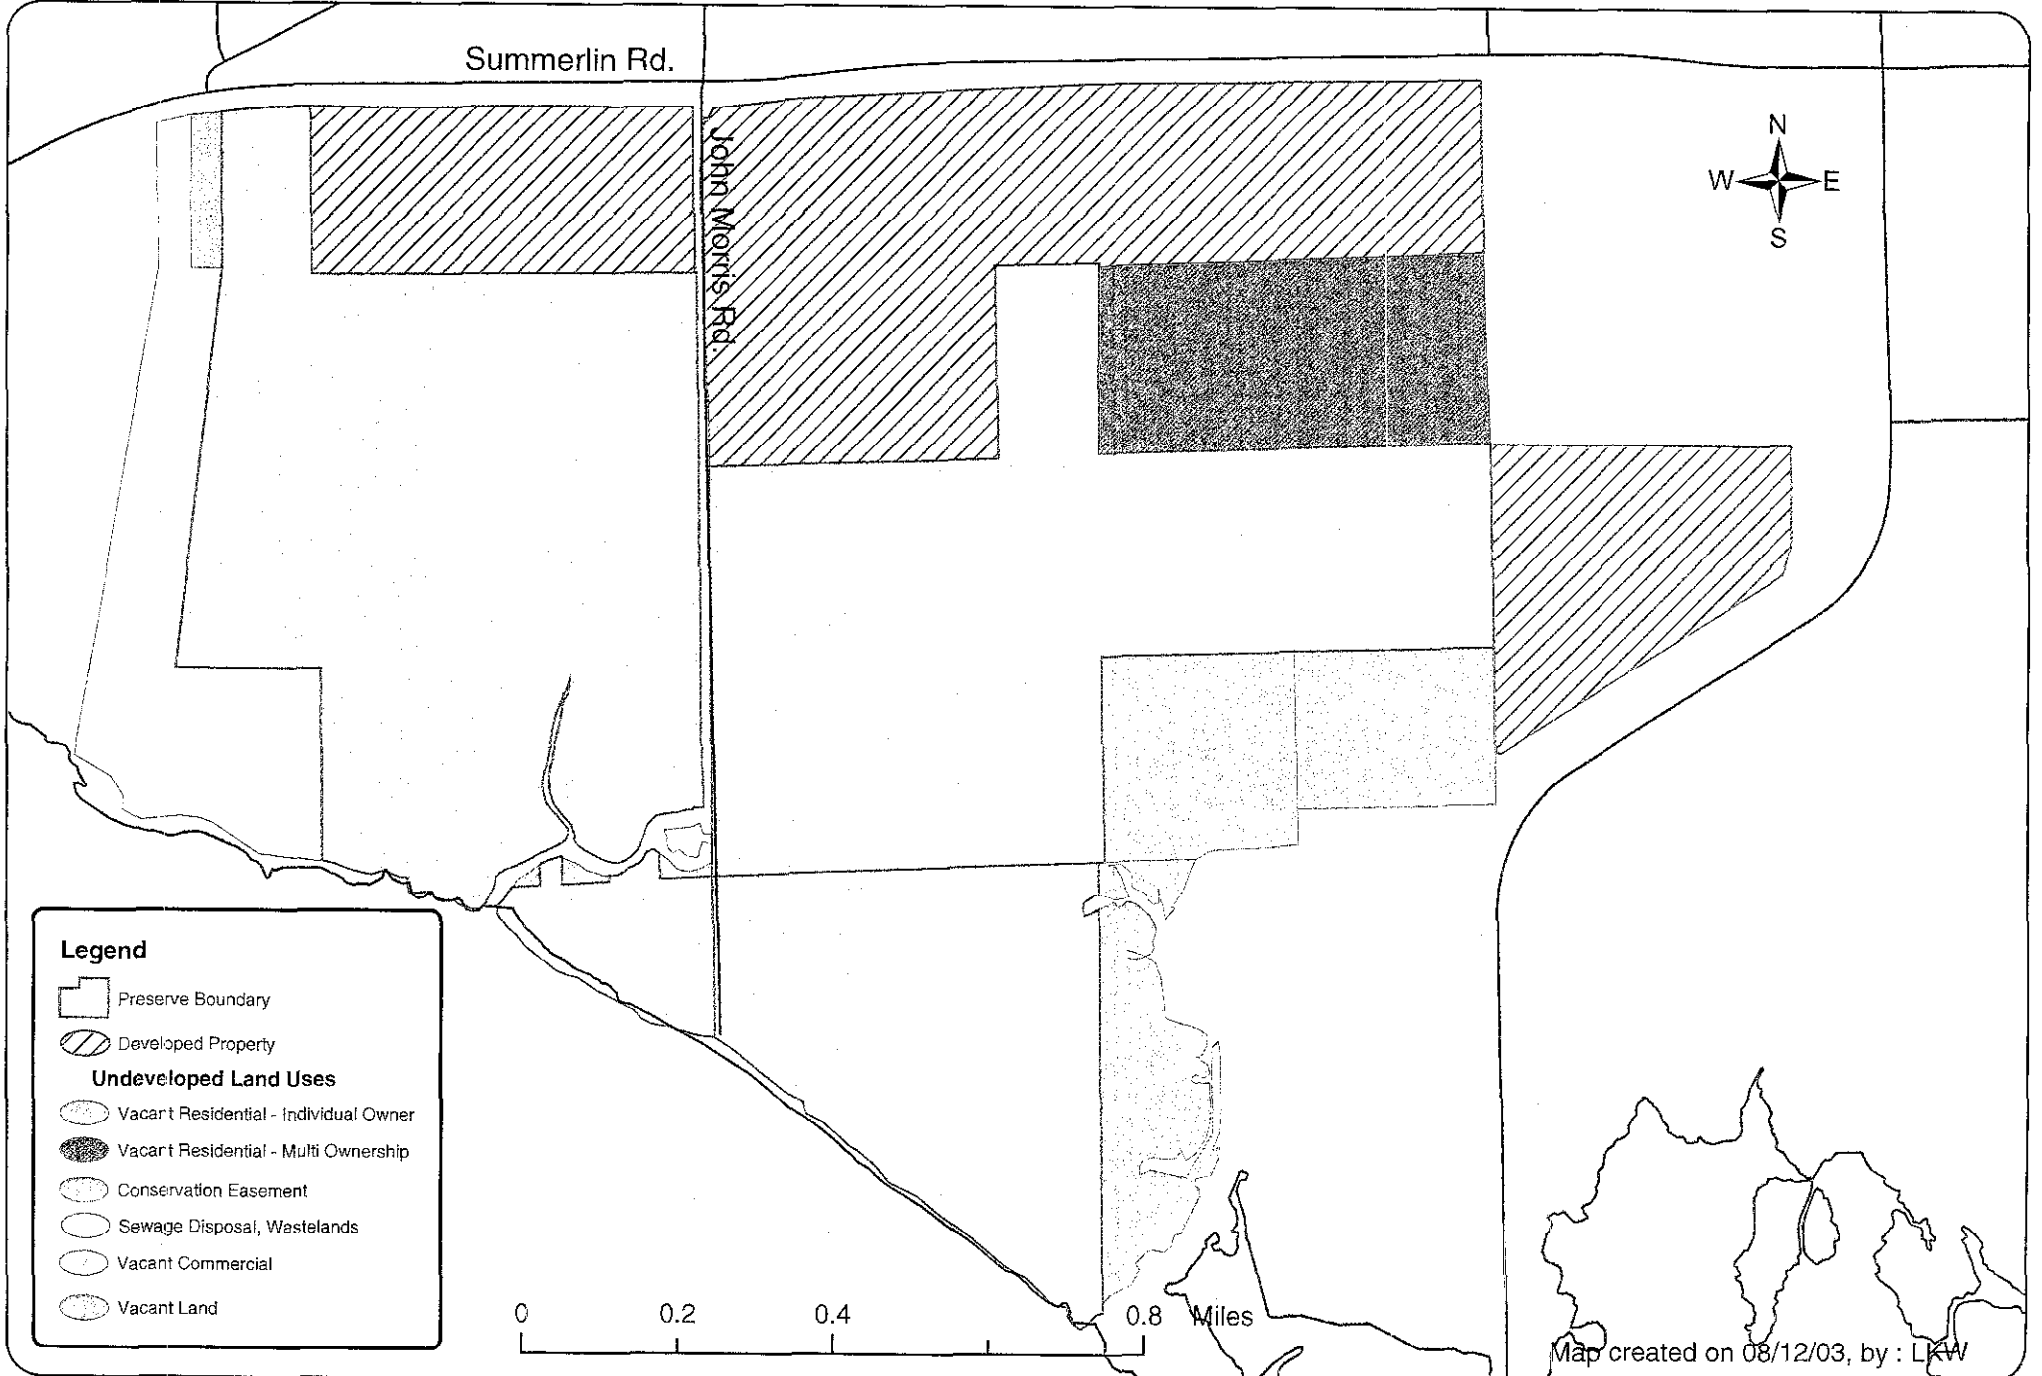 Summerlin Rd.
John Morris Rd.
N
W E
S
Legend
Preserve Boundary
Developed Property
Undeveloped Land Uses
Vacant Residential - Individual Owner
Vacant Residential - Multi Ownership
Conservation Easement
Sewage Disposal, Wastelands
Vacant Commercial
Vacant Land
0 0.2 0.4 0.8 Miles
Map created on 08/12/03, by : LKW